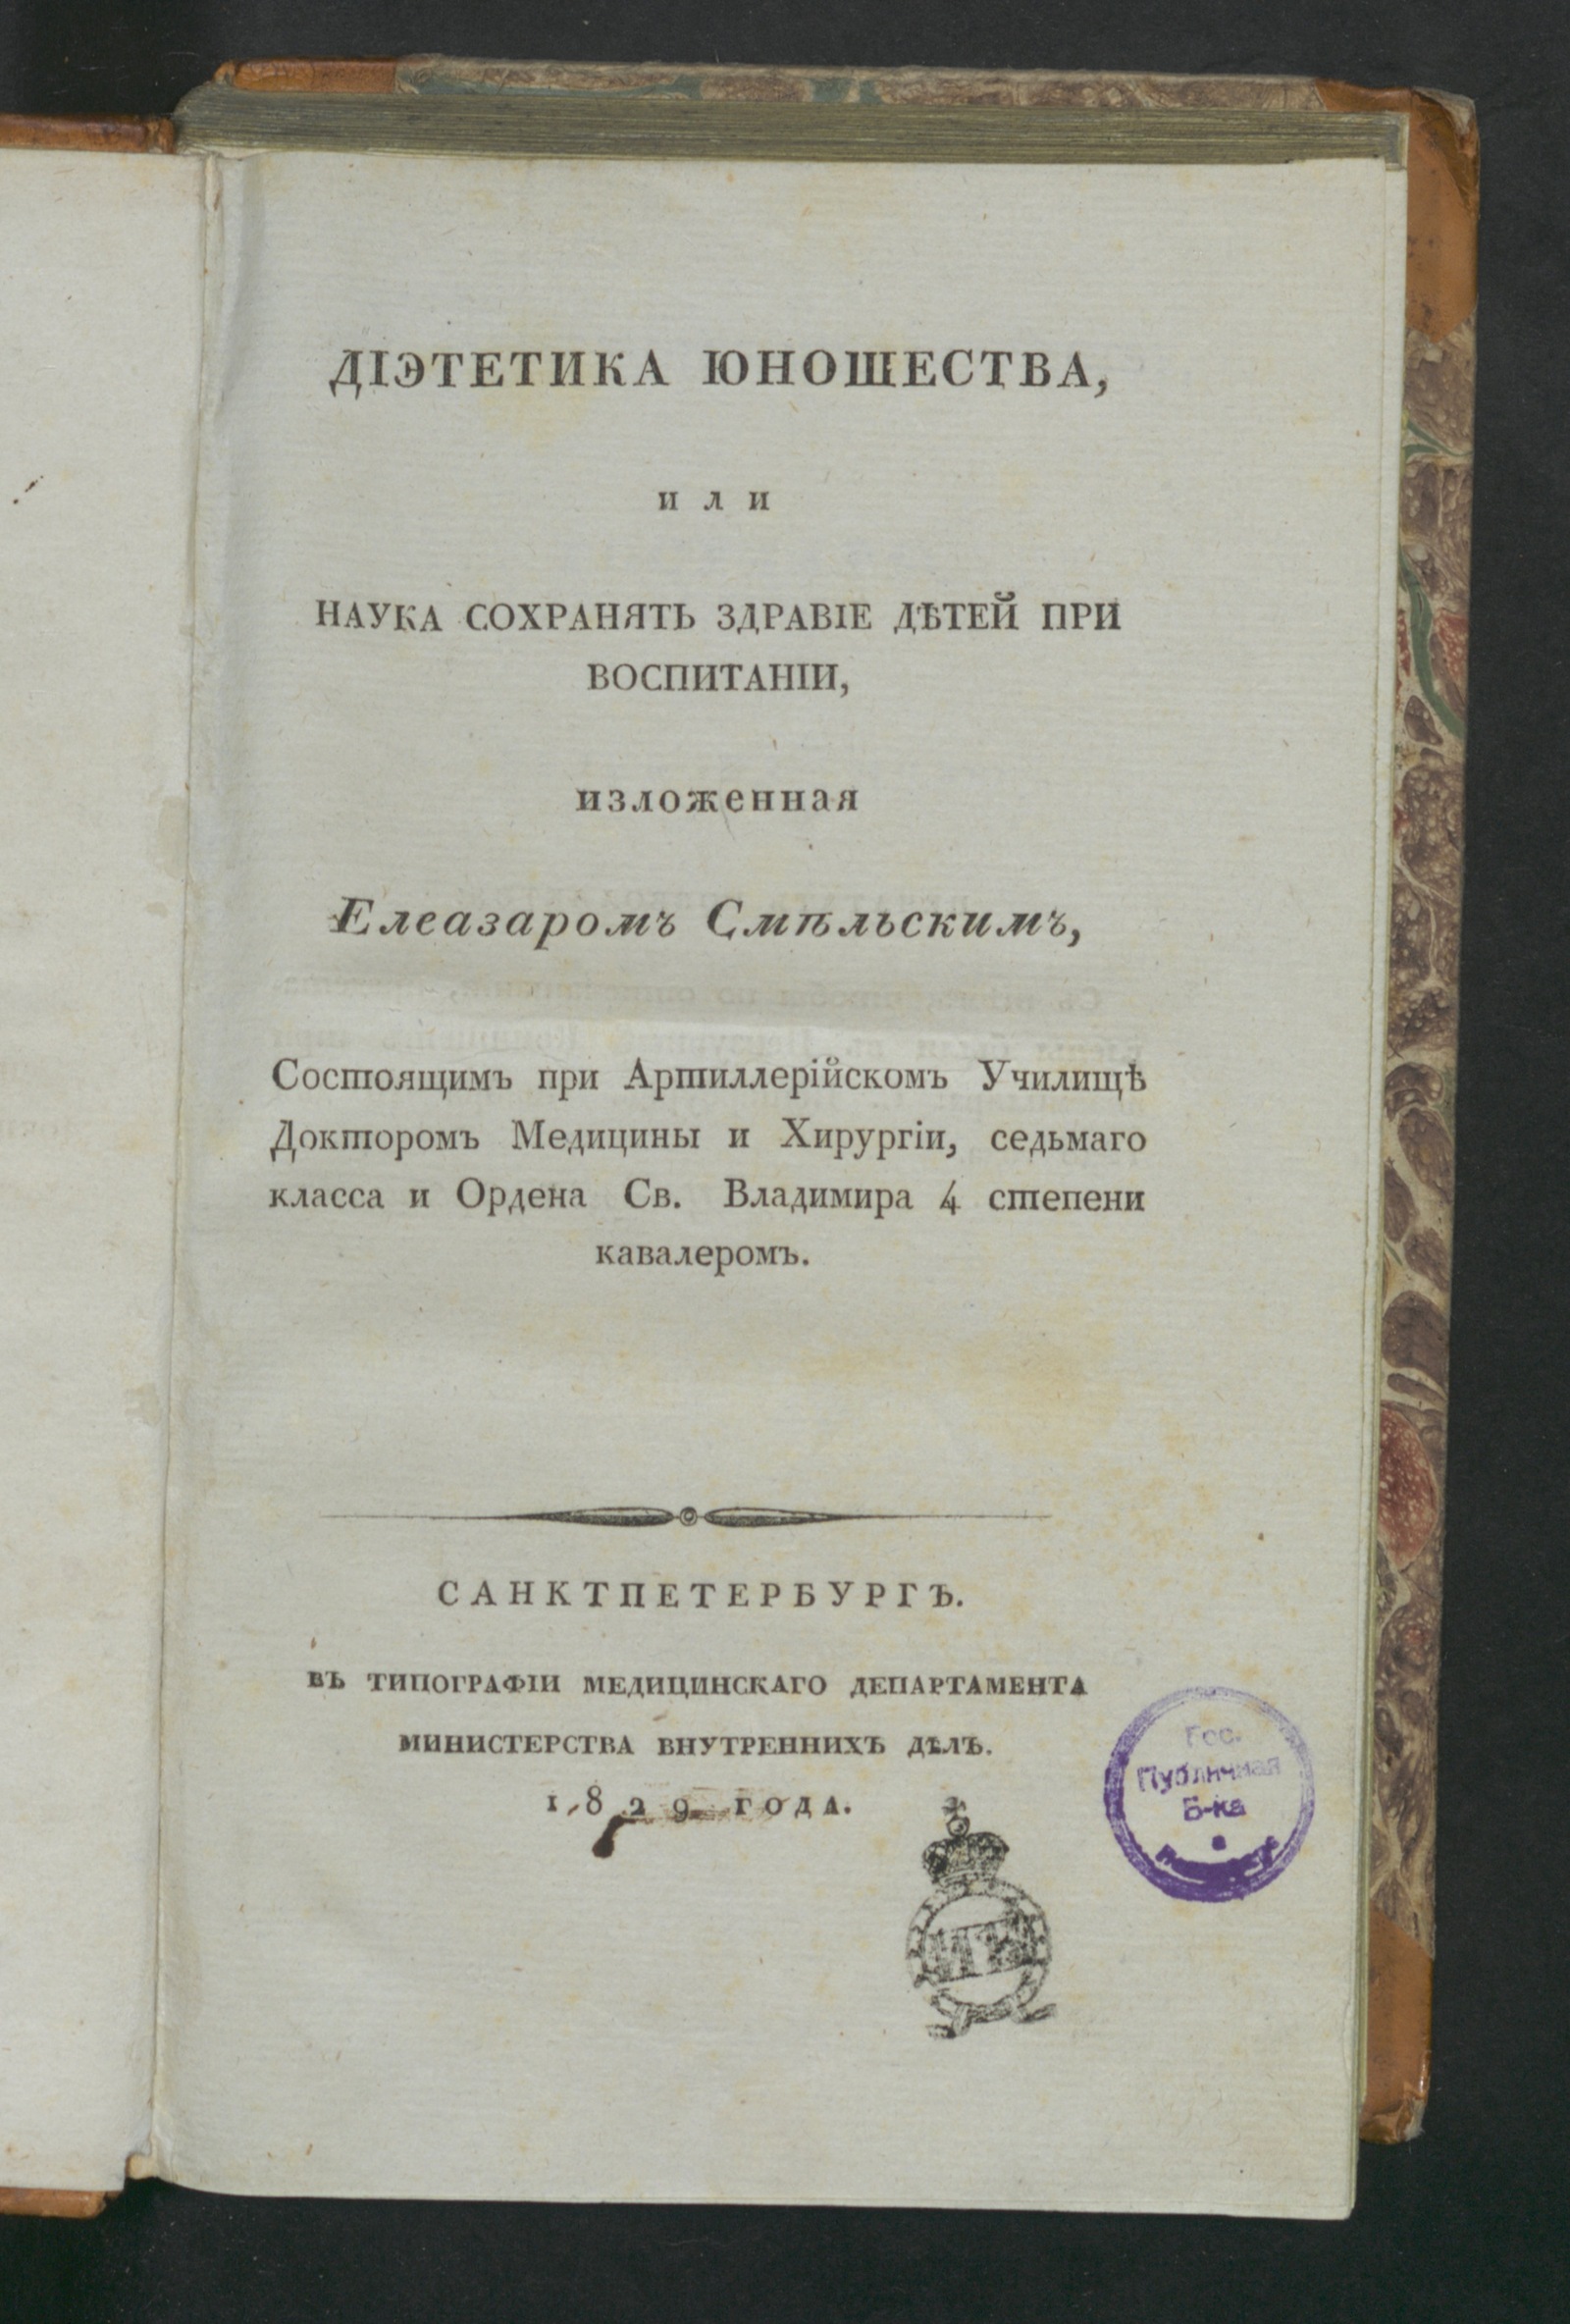 ДІЭТЕТИКА ЮНОШЕСТВА,
ИЛИ
НАУКА СОХРАНЯТЬ ЗДРАВІЕ ДѢТЕЙ ПРИ
ВОСПИТАНІИ,
изложенная
Елеазаромъ Смѣльскимъ,
Состоящимъ при Артиллерійскомъ Училищѣ
Докторомъ Медицины и Хирургіи, седьмаго
класса и Ордена Св. Владимира 4 степени
кавалеромъ.
САНКТПЕТЕРБУРГЪ.
ВЪ ТИПОГРАФІИ МЕДИЦИНСКАГО ДЕПАРТАМЕНТА
МИНИСТЕРСТВА ВНУТРЕННИХЪ ДѢЛЪ.
1829 ГОДА.
Гос.
Публичная
Б-ка